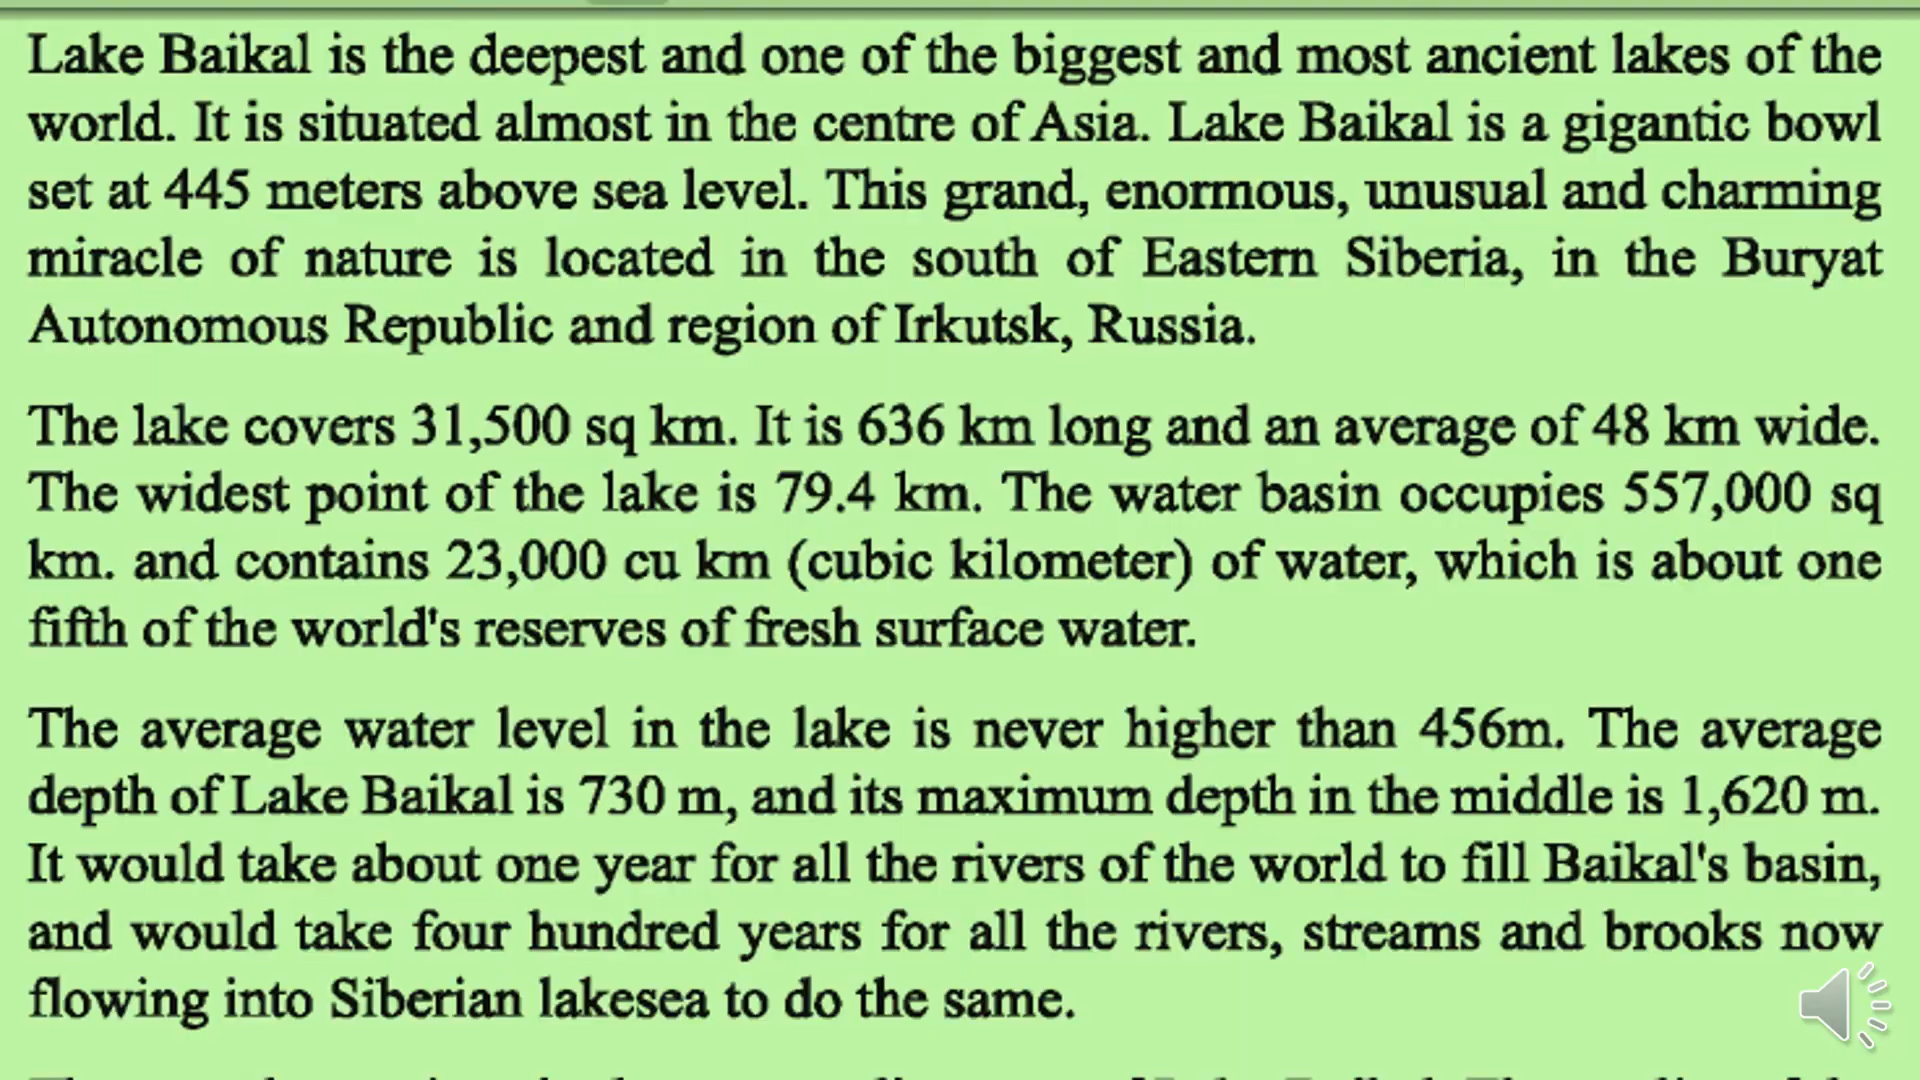 Lake Baikal is the deepest and one of the biggest and most ancient lakes of the
world. It is situated almost in the centre of Asia. Lake Baikal is a gigantic bowl
set at 445 meters above sea level. This grand, enormous, unusual and charming
miracle of nature is located in the south of Eastern Siberia, in the Buryat
Autonomous Republic and region of Irkutsk, Russia.
The lake covers 31,500 sq km. It is 636 km long and an average of 48 km wide.
The widest point of the lake is 79.4 km. The water basin occupies 557,000 sq
km. and contains 23,000 cu km (cubic kilometer) of water, which is about one
fifth of the world's reserves of fresh surface water.
The average water level in the lake is never higher than 456m. The average
depth of Lake Baikal is 730 m, and its maximum depth in the middle is 1,620 m.
It would take about one year for all the rivers of the world to fill Baikal's basin,
and would take four hundred years for all the rivers, streams and brooks now
flowing into Siberian lakesea to do the same.